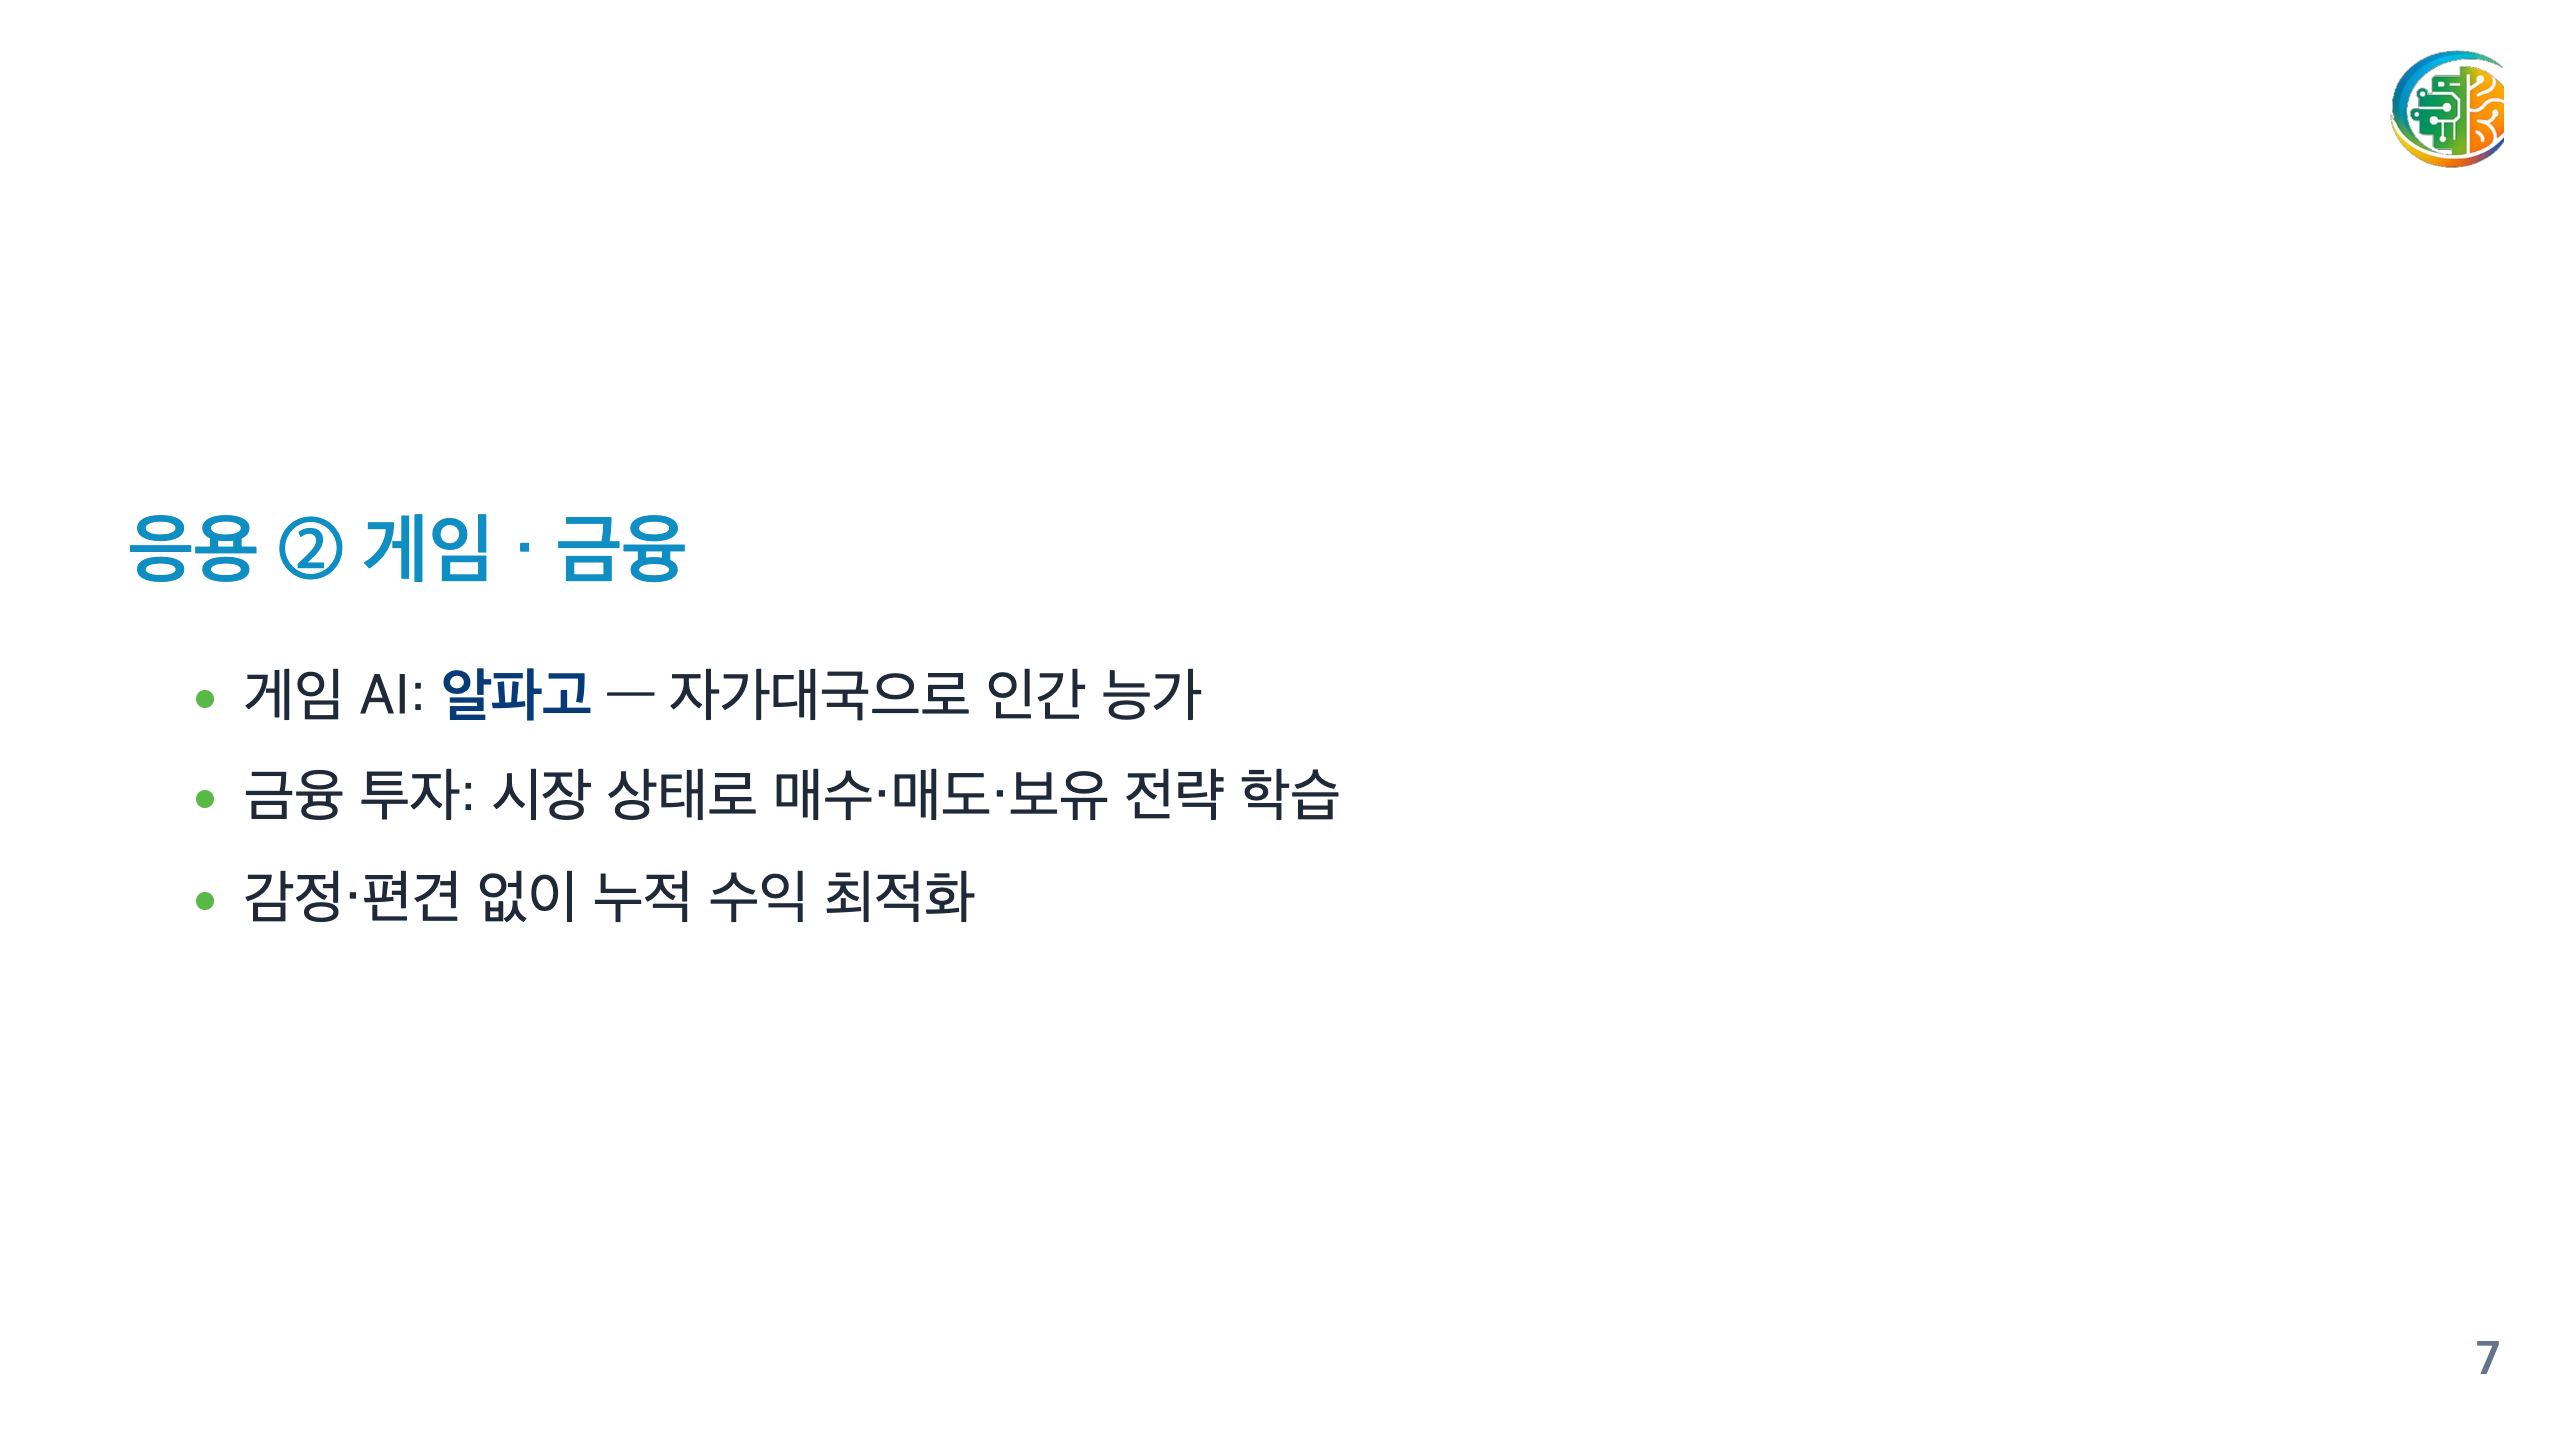 응용 ② 게임 · 금융
• 게임 AI: 알파고 — 자가대국으로 인간 능가
• 금융 투자: 시장 상태로 매수·매도·보유 전략 학습
• 감정·편견 없이 누적 수익 최적화
7